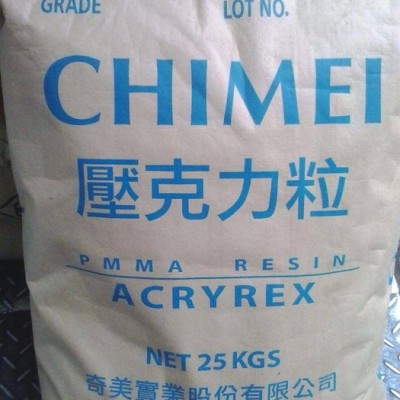 GRADE LOT NO.
CHIMEI
壓克力粒
PMMA RESIN
ACRYREX
NET 25 KGS
奇美實業股份有限公司